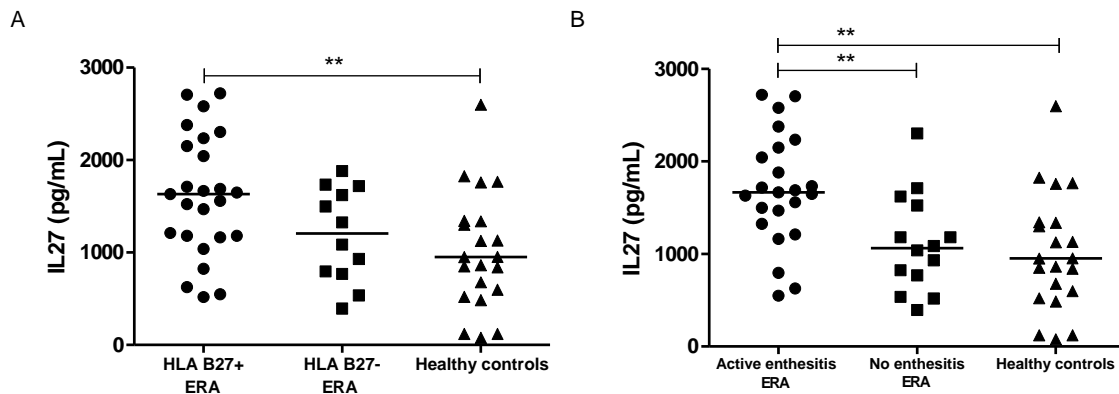 A
**
3000
2000
1000
0
IL27 (pg/mL)
HLA B27+
ERA
HLA B27-
ERA
Healthy controls
B
**
**
3000
2000
1000
0
IL27 (pg/mL)
Active enthesitis
ERA
No enthesitis
ERA
Healthy controls